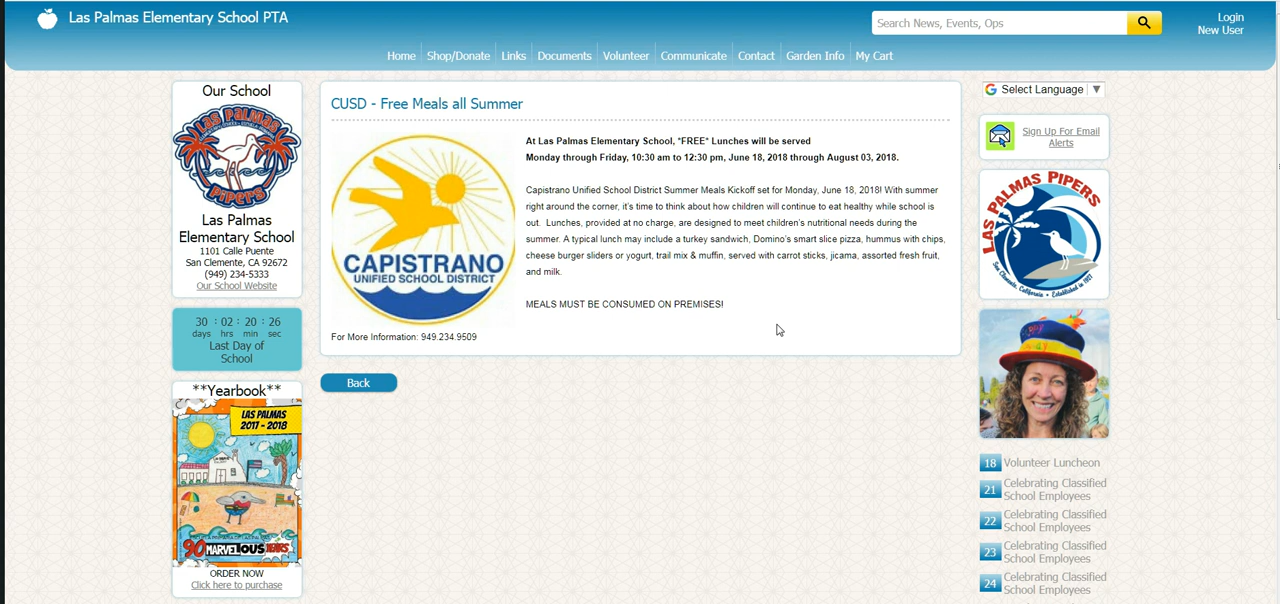 Las Palmas Elementary School PTA
Search News, Events, Ops
Login
New User
Home
Shop/Donate
Links
Documents
Volunteer
Communicate
Contact
Garden Info
My Cart
Our School
LAS PALMAS
PIPERS
Las Palmas
Elementary School
1101 Calle Puente
San Clemente, CA 92672
(949) 234-5333
Our School Website
30 : 02 : 20 : 26
days hrs min sec
Last Day of
School
**Yearbook**
LAS PALMAS
2017 - 2018
90 MARVELOUS YEARS
ORDER NOW
Click here to purchase
CUSD - Free Meals all Summer
CAPISTRANO
UNIFIED SCHOOL DISTRICT
At Las Palmas Elementary School, *FREE* Lunches will be served
Monday through Friday, 10:30 am to 12:30 pm, June 18, 2018 through August 03, 2018.
Capistrano Unified School District Summer Meals Kickoff set for Monday, June 18, 2018! With summer
right around the corner, it's time to think about how children will continue to eat healthy while school is
out. Lunches, provided at no charge, are designed to meet children's nutritional needs during the
summer. A typical lunch may include a turkey sandwich, Domino's smart slice pizza, hummus with chips,
cheese burger sliders or yogurt, trail mix & muffin, served with carrot sticks, jicama, assorted fresh fruit,
and milk.
MEALS MUST BE CONSUMED ON PREMISES!
For More Information: 949.234.9509
Back
G Select Language ▼
Sign Up For Email
Alerts
LAS PALMAS PIPERS
San Clemente, California • Established in 1927
18 Volunteer Luncheon
21 Celebrating Classified
School Employees
22 Celebrating Classified
School Employees
23 Celebrating Classified
School Employees
24 Celebrating Classified
School Employees